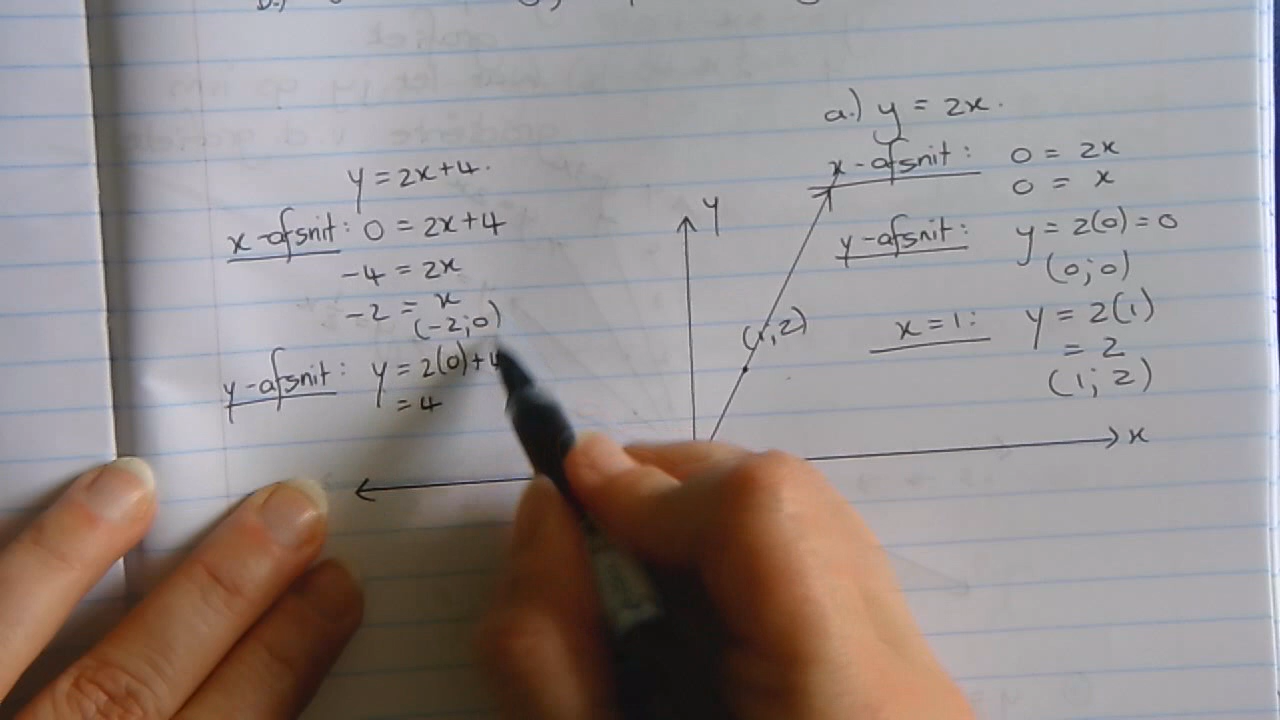 y = 2x+4.
x-afsnit: 0 = 2x+4
-4 = 2x
-2 = x
(-2;0)
y-afsnit: y = 2(0)+4
= 4
y
(1,2)
x
a.) y = 2x.
x-afsnit: 0 = 2x
0 = x
y-afsnit: y = 2(0) = 0
(0;0)
x = 1: y = 2(1)
= 2
(1;2)